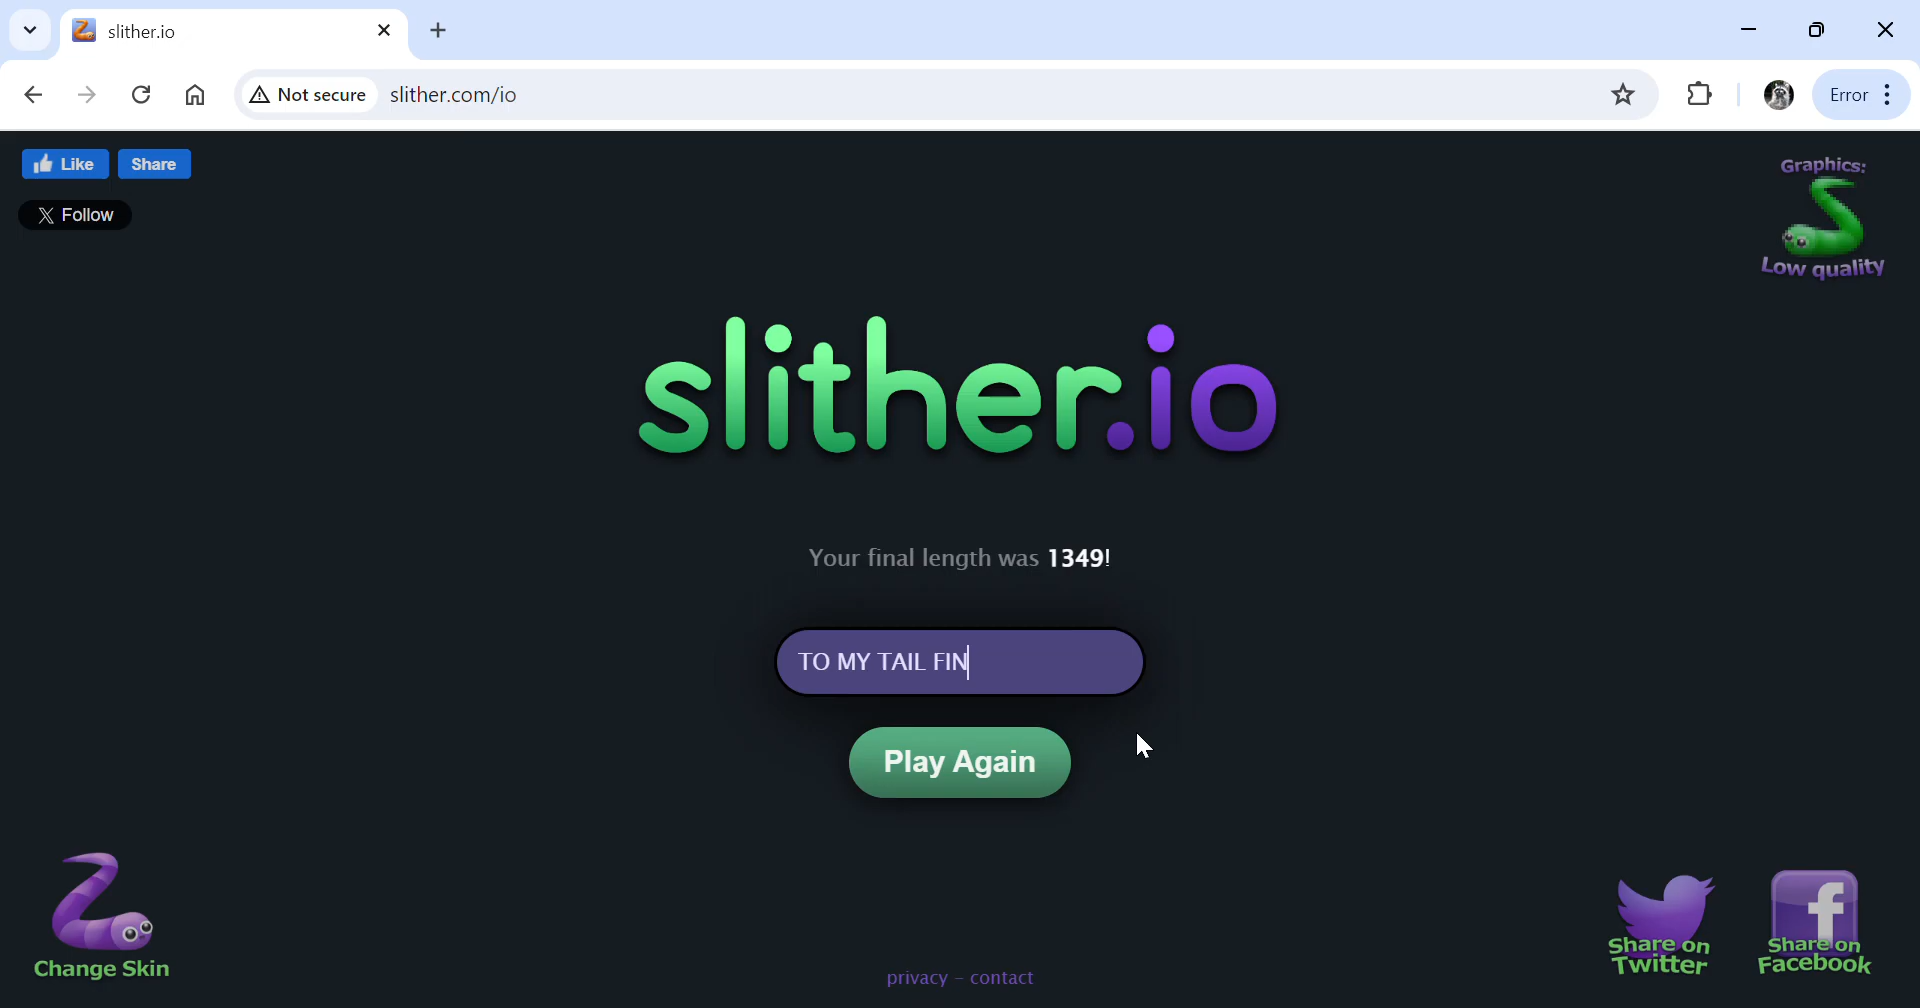 slither.io
Not secure
slither.com/io
Error
Like
Share
Follow
Graphics:
Low quality
slither.io
Your final length was 1349!
TO MY TAIL FIN
Play Again
Change Skin
privacy - contact
Share on
Twitter
Share on
Facebook